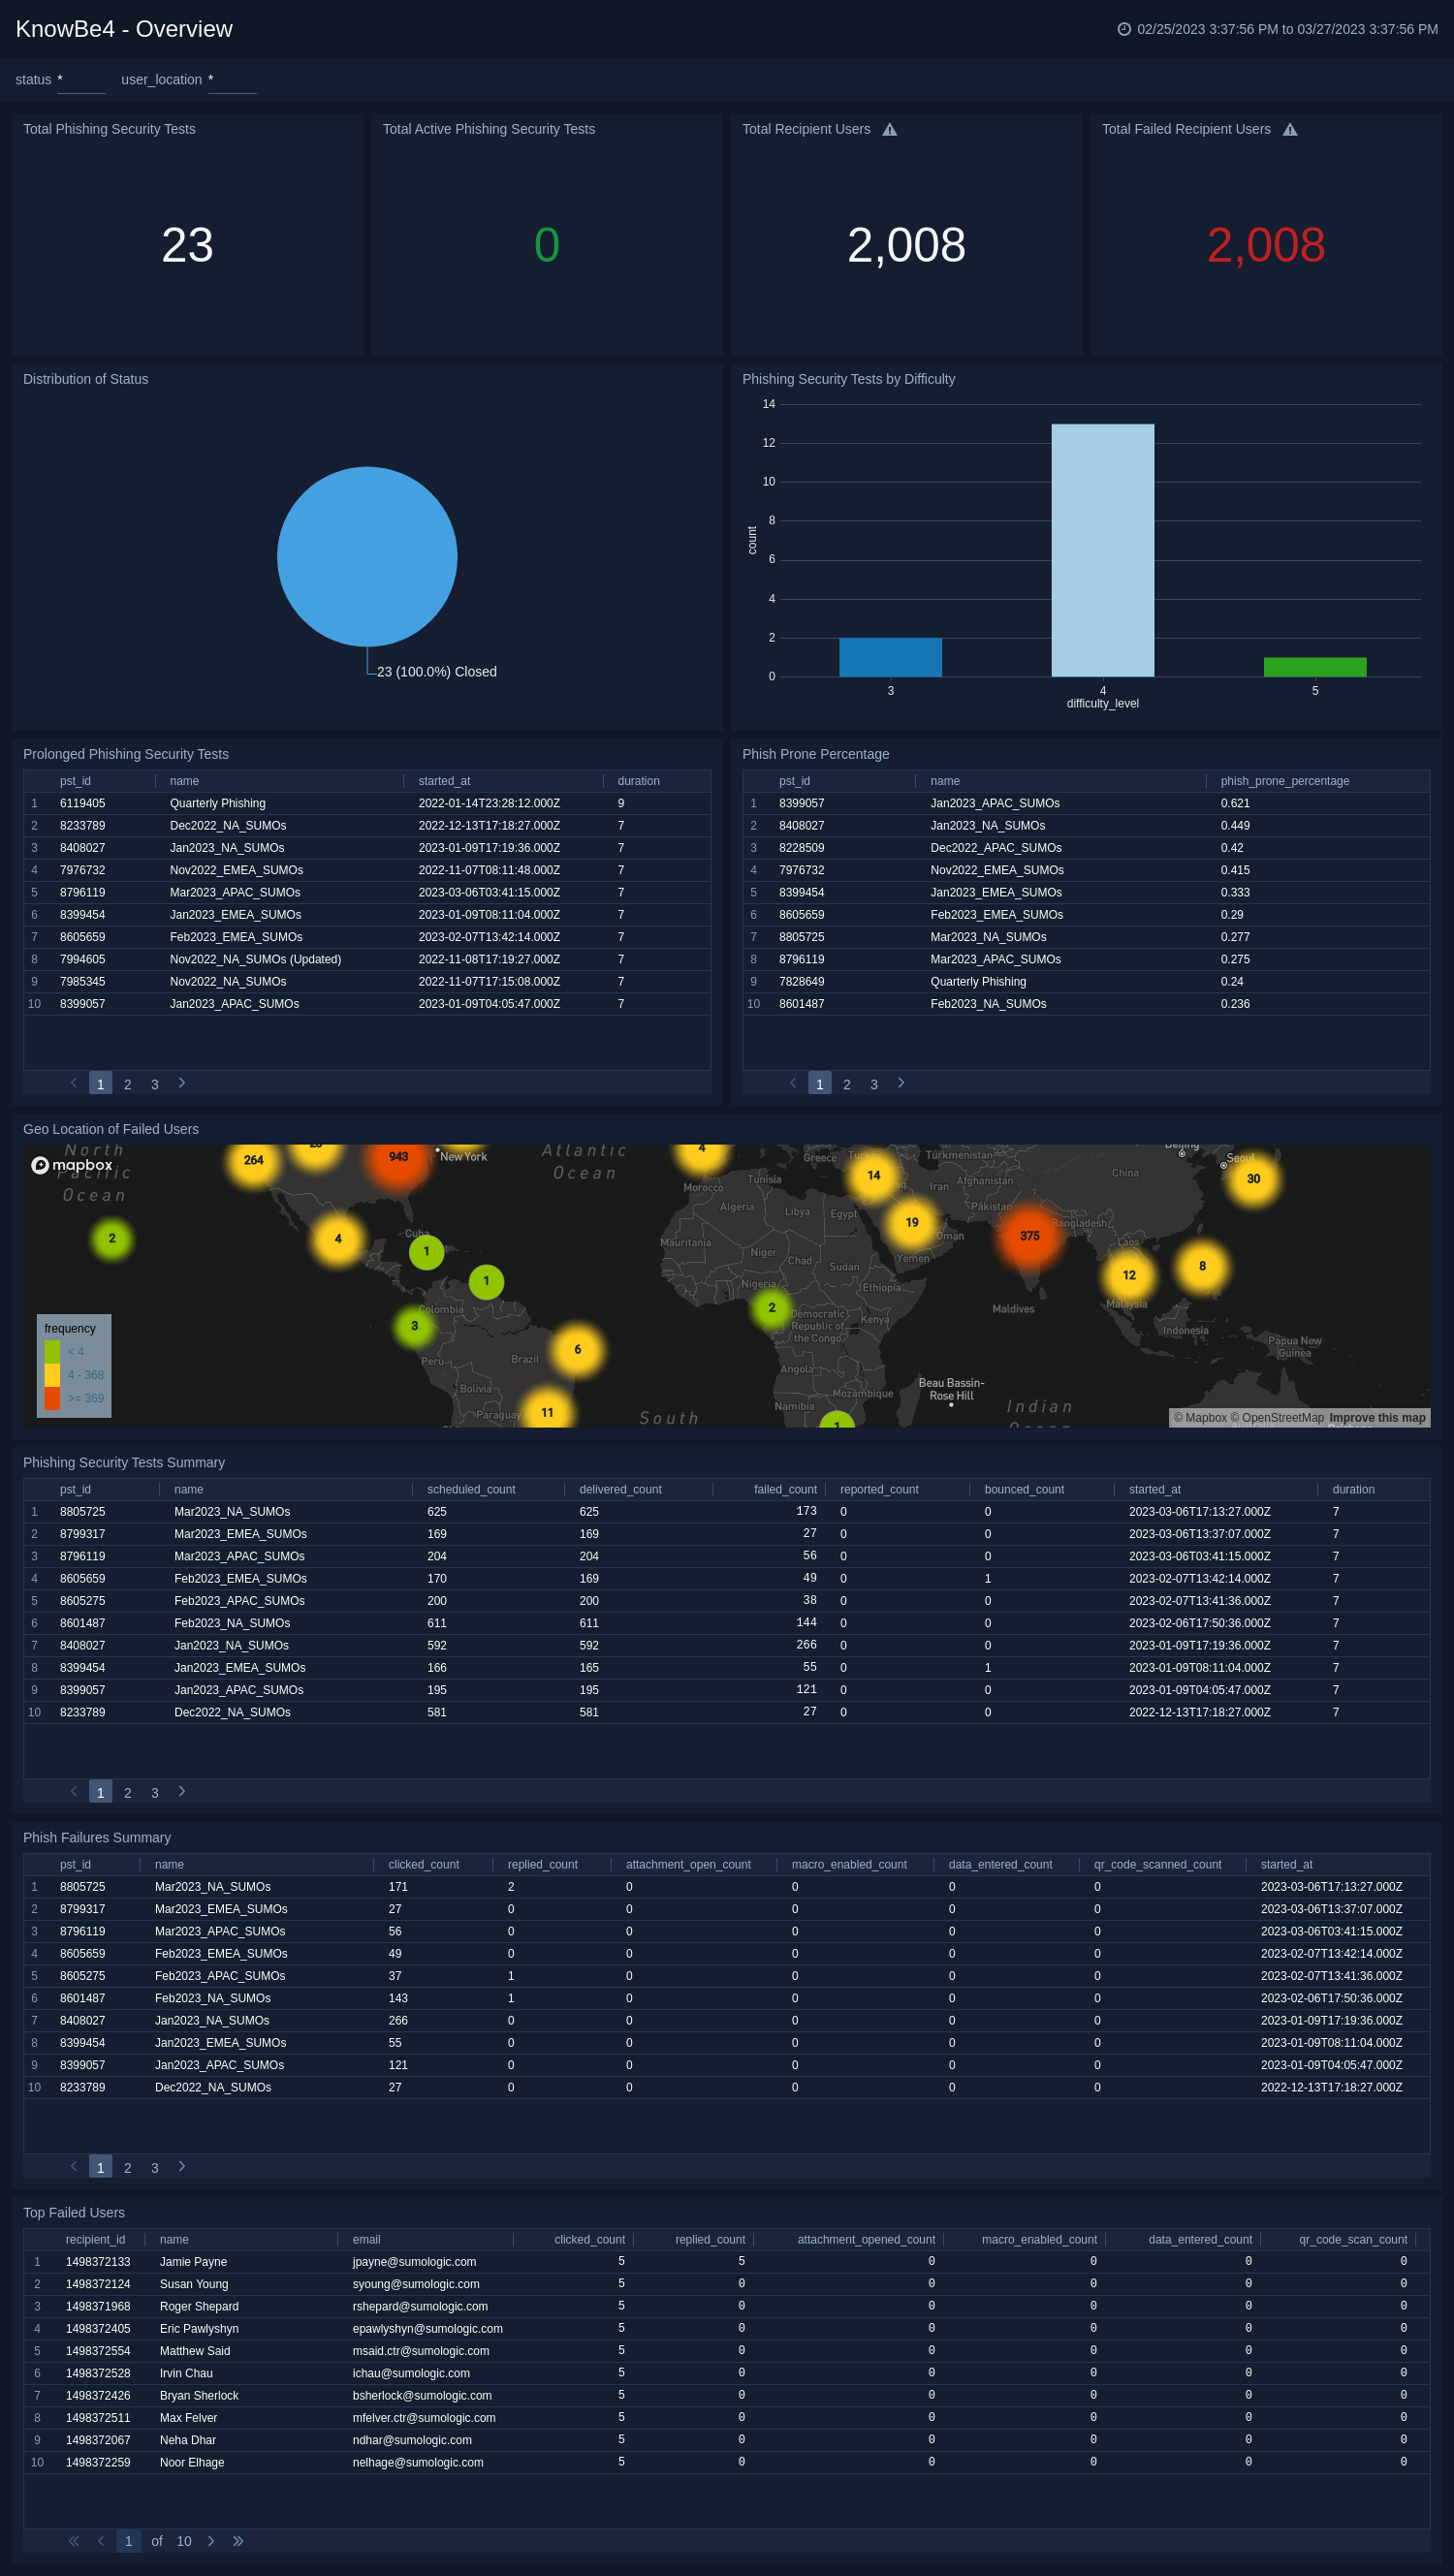 KnowBe4 - Overview
02/25/2023 3:37:56 PM to 03/27/2023 3:37:56 PM
status * user_location *
Total Phishing Security Tests
23
Total Active Phishing Security Tests
0
Total Recipient Users
2,008
Total Failed Recipient Users
2,008
Distribution of Status
23 (100.0%) Closed
Phishing Security Tests by Difficulty
14
12
10
8
6
4
2
0
count
3 4 5
difficulty_level
Prolonged Phishing Security Tests
pst_id name started_at duration
1 6119405 Quarterly Phishing 2022-01-14T23:28:12.000Z 9
2 8233789 Dec2022_NA_SUMOs 2022-12-13T17:18:27.000Z 7
3 8408027 Jan2023_NA_SUMOs 2023-01-09T17:19:36.000Z 7
4 7976732 Nov2022_EMEA_SUMOs 2022-11-07T08:11:48.000Z 7
5 8796119 Mar2023_APAC_SUMOs 2023-03-06T03:41:15.000Z 7
6 8399454 Jan2023_EMEA_SUMOs 2023-01-09T08:11:04.000Z 7
7 8605659 Feb2023_EMEA_SUMOs 2023-02-07T13:42:14.000Z 7
8 7994605 Nov2022_NA_SUMOs (Updated) 2022-11-08T17:19:27.000Z 7
9 7985345 Nov2022_NA_SUMOs 2022-11-07T17:15:08.000Z 7
10 8399057 Jan2023_APAC_SUMOs 2023-01-09T04:05:47.000Z 7
1 2 3
Phish Prone Percentage
pst_id name phish_prone_percentage
1 8399057 Jan2023_APAC_SUMOs 0.621
2 8408027 Jan2023_NA_SUMOs 0.449
3 8228509 Dec2022_APAC_SUMOs 0.42
4 7976732 Nov2022_EMEA_SUMOs 0.415
5 8399454 Jan2023_EMEA_SUMOs 0.333
6 8605659 Feb2023_EMEA_SUMOs 0.29
7 8805725 Mar2023_NA_SUMOs 0.277
8 8796119 Mar2023_APAC_SUMOs 0.275
9 7828649 Quarterly Phishing 0.24
10 8601487 Feb2023_NA_SUMOs 0.236
1 2 3
Geo Location of Failed Users
North
Pacific
Ocean
mapbox
264
943
New York
Atlantic
Ocean
4
Greece
Turkey
Turkmenistan
Beijing
Seoul
China
30
14
Iraq
Iran
Afghanistan
Tunisia
Morocco
Algeria
Libya
Egypt
Pakistan
19
375
Bangladesh
2
4
Cuba
1
1
Mauritania
Niger
Chad
Sudan
Yemen
Oman
Laos
12
8
Nigeria
Ethiopia
Malaysia
Colombia
3
2
Democratic
Republic of
the Congo
Kenya
Maldives
Indonesia
Papua New
Guinea
Peru
Brazil
6
Angola
Bolivia
Mozambique
Beau Bassin-
Rose Hill
Namibia
Indian
Ocean
Paraguay
11
South
1
frequency
< 4
4 - 368
>= 369
© Mapbox © OpenStreetMap Improve this map
Phishing Security Tests Summary
pst_id name scheduled_count delivered_count failed_count reported_count bounced_count started_at duration
1 8805725 Mar2023_NA_SUMOs 625 625 173 0 0 2023-03-06T17:13:27.000Z 7
2 8799317 Mar2023_EMEA_SUMOs 169 169 27 0 0 2023-03-06T13:37:07.000Z 7
3 8796119 Mar2023_APAC_SUMOs 204 204 56 0 0 2023-03-06T03:41:15.000Z 7
4 8605659 Feb2023_EMEA_SUMOs 170 169 49 0 1 2023-02-07T13:42:14.000Z 7
5 8605275 Feb2023_APAC_SUMOs 200 200 38 0 0 2023-02-07T13:41:36.000Z 7
6 8601487 Feb2023_NA_SUMOs 611 611 144 0 0 2023-02-06T17:50:36.000Z 7
7 8408027 Jan2023_NA_SUMOs 592 592 266 0 0 2023-01-09T17:19:36.000Z 7
8 8399454 Jan2023_EMEA_SUMOs 166 165 55 0 1 2023-01-09T08:11:04.000Z 7
9 8399057 Jan2023_APAC_SUMOs 195 195 121 0 0 2023-01-09T04:05:47.000Z 7
10 8233789 Dec2022_NA_SUMOs 581 581 27 0 0 2022-12-13T17:18:27.000Z 7
1 2 3
Phish Failures Summary
pst_id name clicked_count replied_count attachment_open_count macro_enabled_count data_entered_count qr_code_scanned_count started_at
1 8805725 Mar2023_NA_SUMOs 171 2 0 0 0 0 2023-03-06T17:13:27.000Z
2 8799317 Mar2023_EMEA_SUMOs 27 0 0 0 0 0 2023-03-06T13:37:07.000Z
3 8796119 Mar2023_APAC_SUMOs 56 0 0 0 0 0 2023-03-06T03:41:15.000Z
4 8605659 Feb2023_EMEA_SUMOs 49 0 0 0 0 0 2023-02-07T13:42:14.000Z
5 8605275 Feb2023_APAC_SUMOs 37 1 0 0 0 0 2023-02-07T13:41:36.000Z
6 8601487 Feb2023_NA_SUMOs 143 1 0 0 0 0 2023-02-06T17:50:36.000Z
7 8408027 Jan2023_NA_SUMOs 266 0 0 0 0 0 2023-01-09T17:19:36.000Z
8 8399454 Jan2023_EMEA_SUMOs 55 0 0 0 0 0 2023-01-09T08:11:04.000Z
9 8399057 Jan2023_APAC_SUMOs 121 0 0 0 0 0 2023-01-09T04:05:47.000Z
10 8233789 Dec2022_NA_SUMOs 27 0 0 0 0 0 2022-12-13T17:18:27.000Z
1 2 3
Top Failed Users
recipient_id name email clicked_count replied_count attachment_opened_count macro_enabled_count data_entered_count qr_code_scan_count
1 1498372133 Jamie Payne jpayne@sumologic.com 5 5 0 0 0 0
2 1498372124 Susan Young syoung@sumologic.com 5 0 0 0 0 0
3 1498371968 Roger Shepard rshepard@sumologic.com 5 0 0 0 0 0
4 1498372405 Eric Pawlyshyn epawlyshyn@sumologic.com 5 0 0 0 0 0
5 1498372554 Matthew Said msaid.ctr@sumologic.com 5 0 0 0 0 0
6 1498372528 Irvin Chau ichau@sumologic.com 5 0 0 0 0 0
7 1498372426 Bryan Sherlock bsherlock@sumologic.com 5 0 0 0 0 0
8 1498372511 Max Felver mfelver.ctr@sumologic.com 5 0 0 0 0 0
9 1498372067 Neha Dhar ndhar@sumologic.com 5 0 0 0 0 0
10 1498372259 Noor Elhage nelhage@sumologic.com 5 0 0 0 0 0
1 of 10